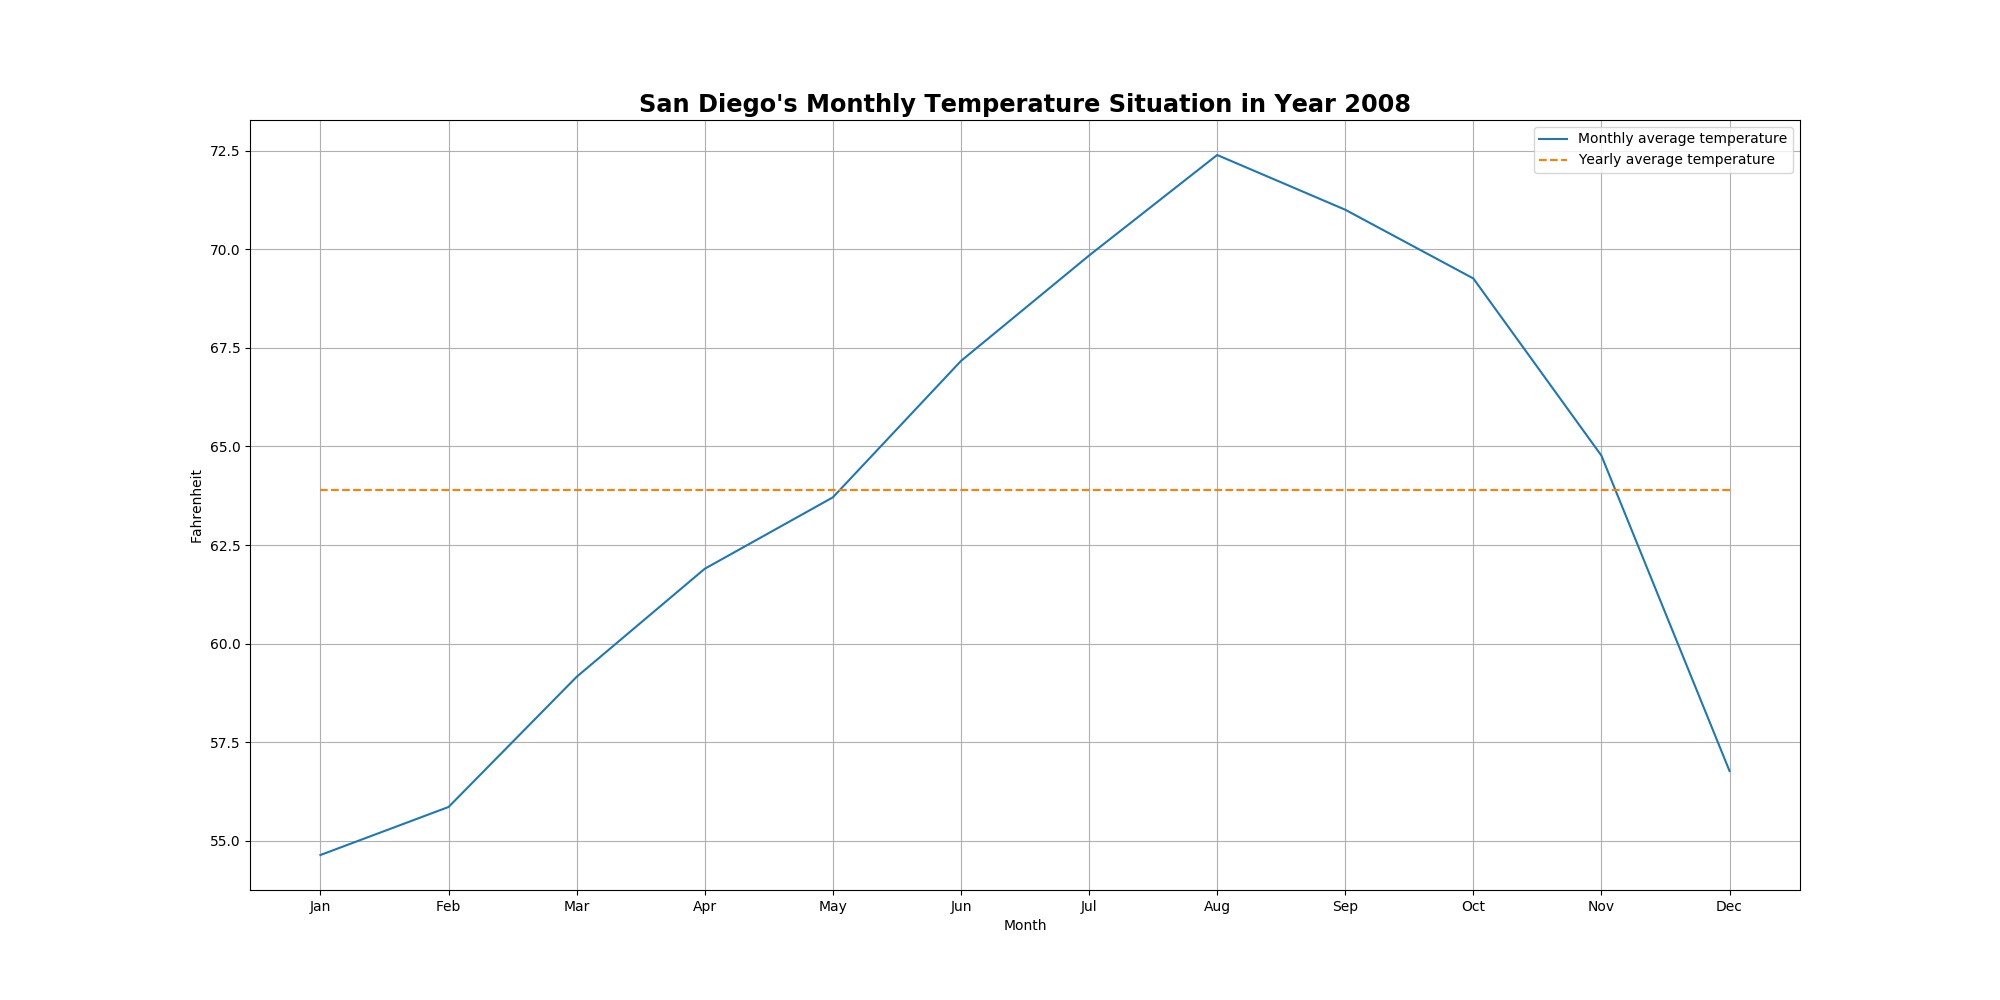 San Diego's Monthly Temperature Situation in Year 2008
Monthly average temperature
Yearly average temperature
72.5
70.0
67.5
65.0
62.5
60.0
57.5
55.0
Fahrenheit
Jan Feb Mar Apr May Jun Jul Aug Sep Oct Nov Dec
Month